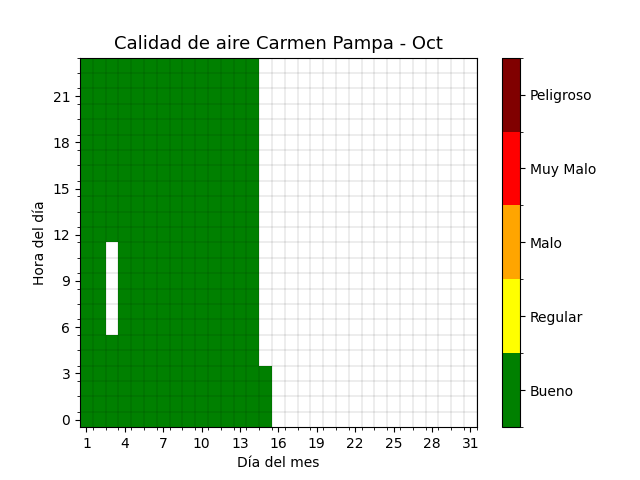 Calidad de aire Carmen Pampa - Oct
21
18
15
12
9
6
3
0
Hora del día
1 4 7 10 13 16 19 22 25 28 31
Día del mes
Peligroso
Muy Malo
Malo
Regular
Bueno